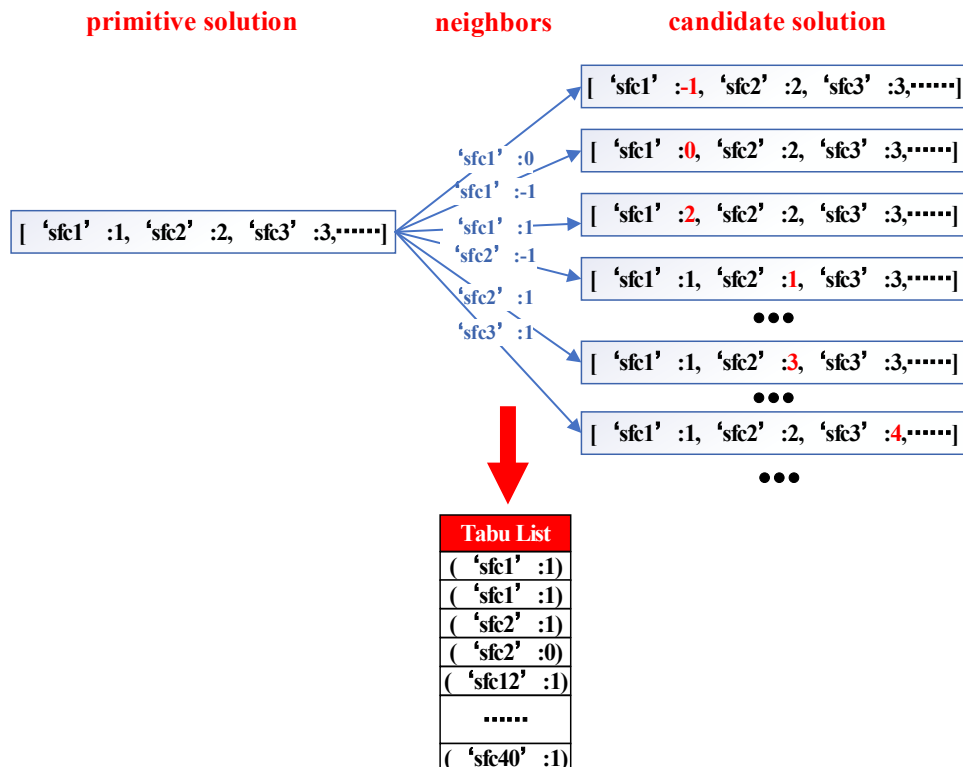 primitive solution
neighbors
candidate solution
[ ‘sfc1’ :1, ‘sfc2’ :2, ‘sfc3’ :3,······]
‘sfc1’ :0
‘sfc1’ :-1
‘sfc1’ :1
‘sfc2’ :-1
‘sfc2’ :1
‘sfc3’ :1
[ ‘sfc1’ :-1, ‘sfc2’ :2, ‘sfc3’ :3,······]
[ ‘sfc1’ :0, ‘sfc2’ :2, ‘sfc3’ :3,······]
[ ‘sfc1’ :2, ‘sfc2’ :2, ‘sfc3’ :3,······]
[ ‘sfc1’ :1, ‘sfc2’ :1, ‘sfc3’ :3,······]
•••
[ ‘sfc1’ :1, ‘sfc2’ :3, ‘sfc3’ :3,······]
•••
[ ‘sfc1’ :1, ‘sfc2’ :2, ‘sfc3’ :4,······]
•••
Tabu List
( ‘sfc1’ :1)
( ‘sfc1’ :1)
( ‘sfc2’ :1)
( ‘sfc2’ :0)
( ‘sfc12’ :1)
······
( ‘sfc40’ :1)